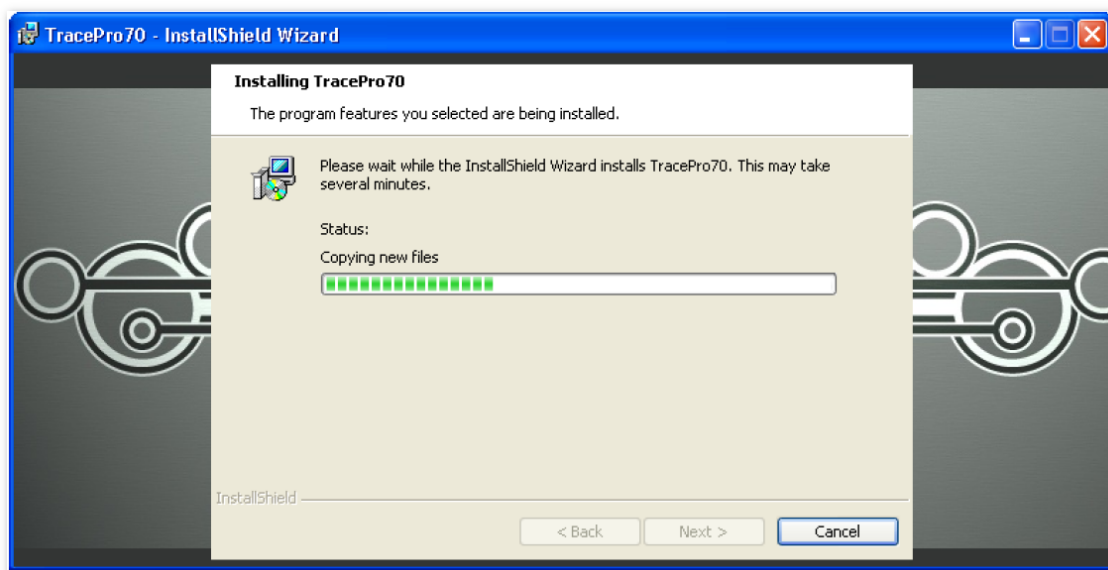 TracePro70 - InstallShield Wizard
Installing TracePro70
The program features you selected are being installed.
Please wait while the InstallShield Wizard installs TracePro70. This may take
several minutes.
Status:
Copying new files
InstallShield
< Back
Next >
Cancel